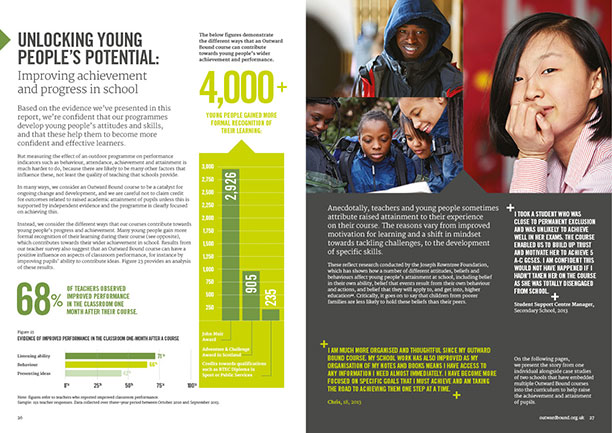 UNLOCKING YOUNG
PEOPLE'S POTENTIAL:
Improving achievement
and progress in school
Based on the evidence we've presented in this
report, we're confident that our programmes
develop young people's attitudes and skills,
and that these help them to become more
confident and effective learners.
But measuring the effect of an outdoor programme on performance
indicators such as behaviour, attendance, achievement and attainment is
much harder to do, because there are likely to be many other factors that
influence these, not least the quality of teaching that schools provide.
In many ways, we consider an Outward Bound course to be a catalyst for
ongoing change and development, and we are careful not to claim credit
for outcomes related to raised academic attainment of pupils unless this is
supported by independent evidence and the programme is clearly focused
on achieving this.
Instead, we consider the different ways that our courses contribute towards
young people's progress and achievement. Many young people gain more
formal recognition of their learning during their course (see opposite),
which contributes towards their wider achievement in school. Results from
our teacher survey also suggest that an Outward Bound course can have a
positive influence on aspects of classroom performance, for instance by
improving pupils' ability to contribute ideas. Figure 22 provides an analysis
of these results.
68%
OF TEACHERS OBSERVED
IMPROVED PERFORMANCE
IN THE CLASSROOM ONE
MONTH AFTER THEIR COURSE.
Figure 22
EVIDENCE OF IMPROVED PERFORMANCE IN THE CLASSROOM ONE MONTH AFTER A COURSE
Listening ability
Behaviour
Presenting ideas
0% 25% 50% 75% 100%
Note: figures refer to teachers who reported improved classroom performance
The below figures demonstrate
the different ways that an Outward
Bound course can contribute
towards young people's wider
achievement and performance.
4,000+
YOUNG PEOPLE GAINED MORE
FORMAL RECOGNITION OF
THEIR LEARNING:
3,000
2,750
2,500
2,250
2,000
1,750
1,500
1,250
1,000
750
500
250
2,926
905
235
John Muir
Award
Adventure & Challenge
Award in Scotland
Credits towards qualifications
such as BTEC Diploma in
Sport or Public Services
Anecdotally, teachers and young people sometimes
attribute raised attainment to their experience
on their course. The reasons vary from improved
motivation for learning and a shift in mindset
towards tackling challenges, to the development
of specific skills.
These reflect research conducted by the Joseph Rowntree Foundation,
which has shown how a number of different attitudes, beliefs and
behaviours affect young people's attainment at school, including belief
in their own ability, belief that events result from their own behaviour
and actions, and belief that they will apply to, and get into, higher
education. Critically, it goes on to say that children from poorer
families are less likely to hold these beliefs than their peers.
I TOOK A STUDENT WHO WAS
CLOSE TO PERMANENT EXCLUSION
AND WAS UNLIKELY TO ACHIEVE
WELL IN HER EXAMS. THE COURSE
ENABLED US TO BUILD UP TRUST
AND MOTIVATE HER TO ACHIEVE 5
A-C GCSES. I AM CONFIDENT THIS
WOULD NOT HAVE HAPPENED IF I
HADN'T TAKEN HER ON THE COURSE
AS SHE WAS TOTALLY DISENGAGED
FROM SCHOOL.
Student Support Centre Manager,
Secondary School, 2013
I AM MUCH MORE ORGANISED AND THOUGHTFUL SINCE MY OUTWARD
BOUND COURSE. MY SCHOOL WORK HAS ALSO IMPROVED AS MY
ORGANISATION OF MY NOTES AND BOOKS MEANS I HAVE ACCESS TO
ANY INFORMATION I NEED ALMOST IMMEDIATELY. I HAVE BECOME MORE
FOCUSED ON SPECIFIC GOALS THAT I MUST ACHIEVE AND AM TAKING
THE ROAD TO ACHIEVING THEM ONE STEP AT A TIME.
Chris, 18, 2013
On the following pages,
we present the story from one
individual alongside case studies
of two schools that have embedded
multiple Outward Bound courses
into the curriculum to help raise
the achievement and attainment
of pupils.
outwardbound.org.uk 27